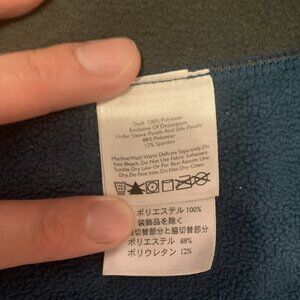 Shell: 100% Polyester
Exclusive Of Decoration
Under Sleeve Panels And Side Panels
88% Polyester
12% Spandex
Machine Wash Warm Delicate Separately. Do
Not Bleach. Do Not Use Fabric Softeners.
Tumble Dry Low Or For Best Results Line
Dry. Do Not Iron. Do Not Dry Clean.
ポリエステル 100%
装飾品を除く
脇切替部分と脇切替部分
ポリエステル 88%
ポリウレタン 12%